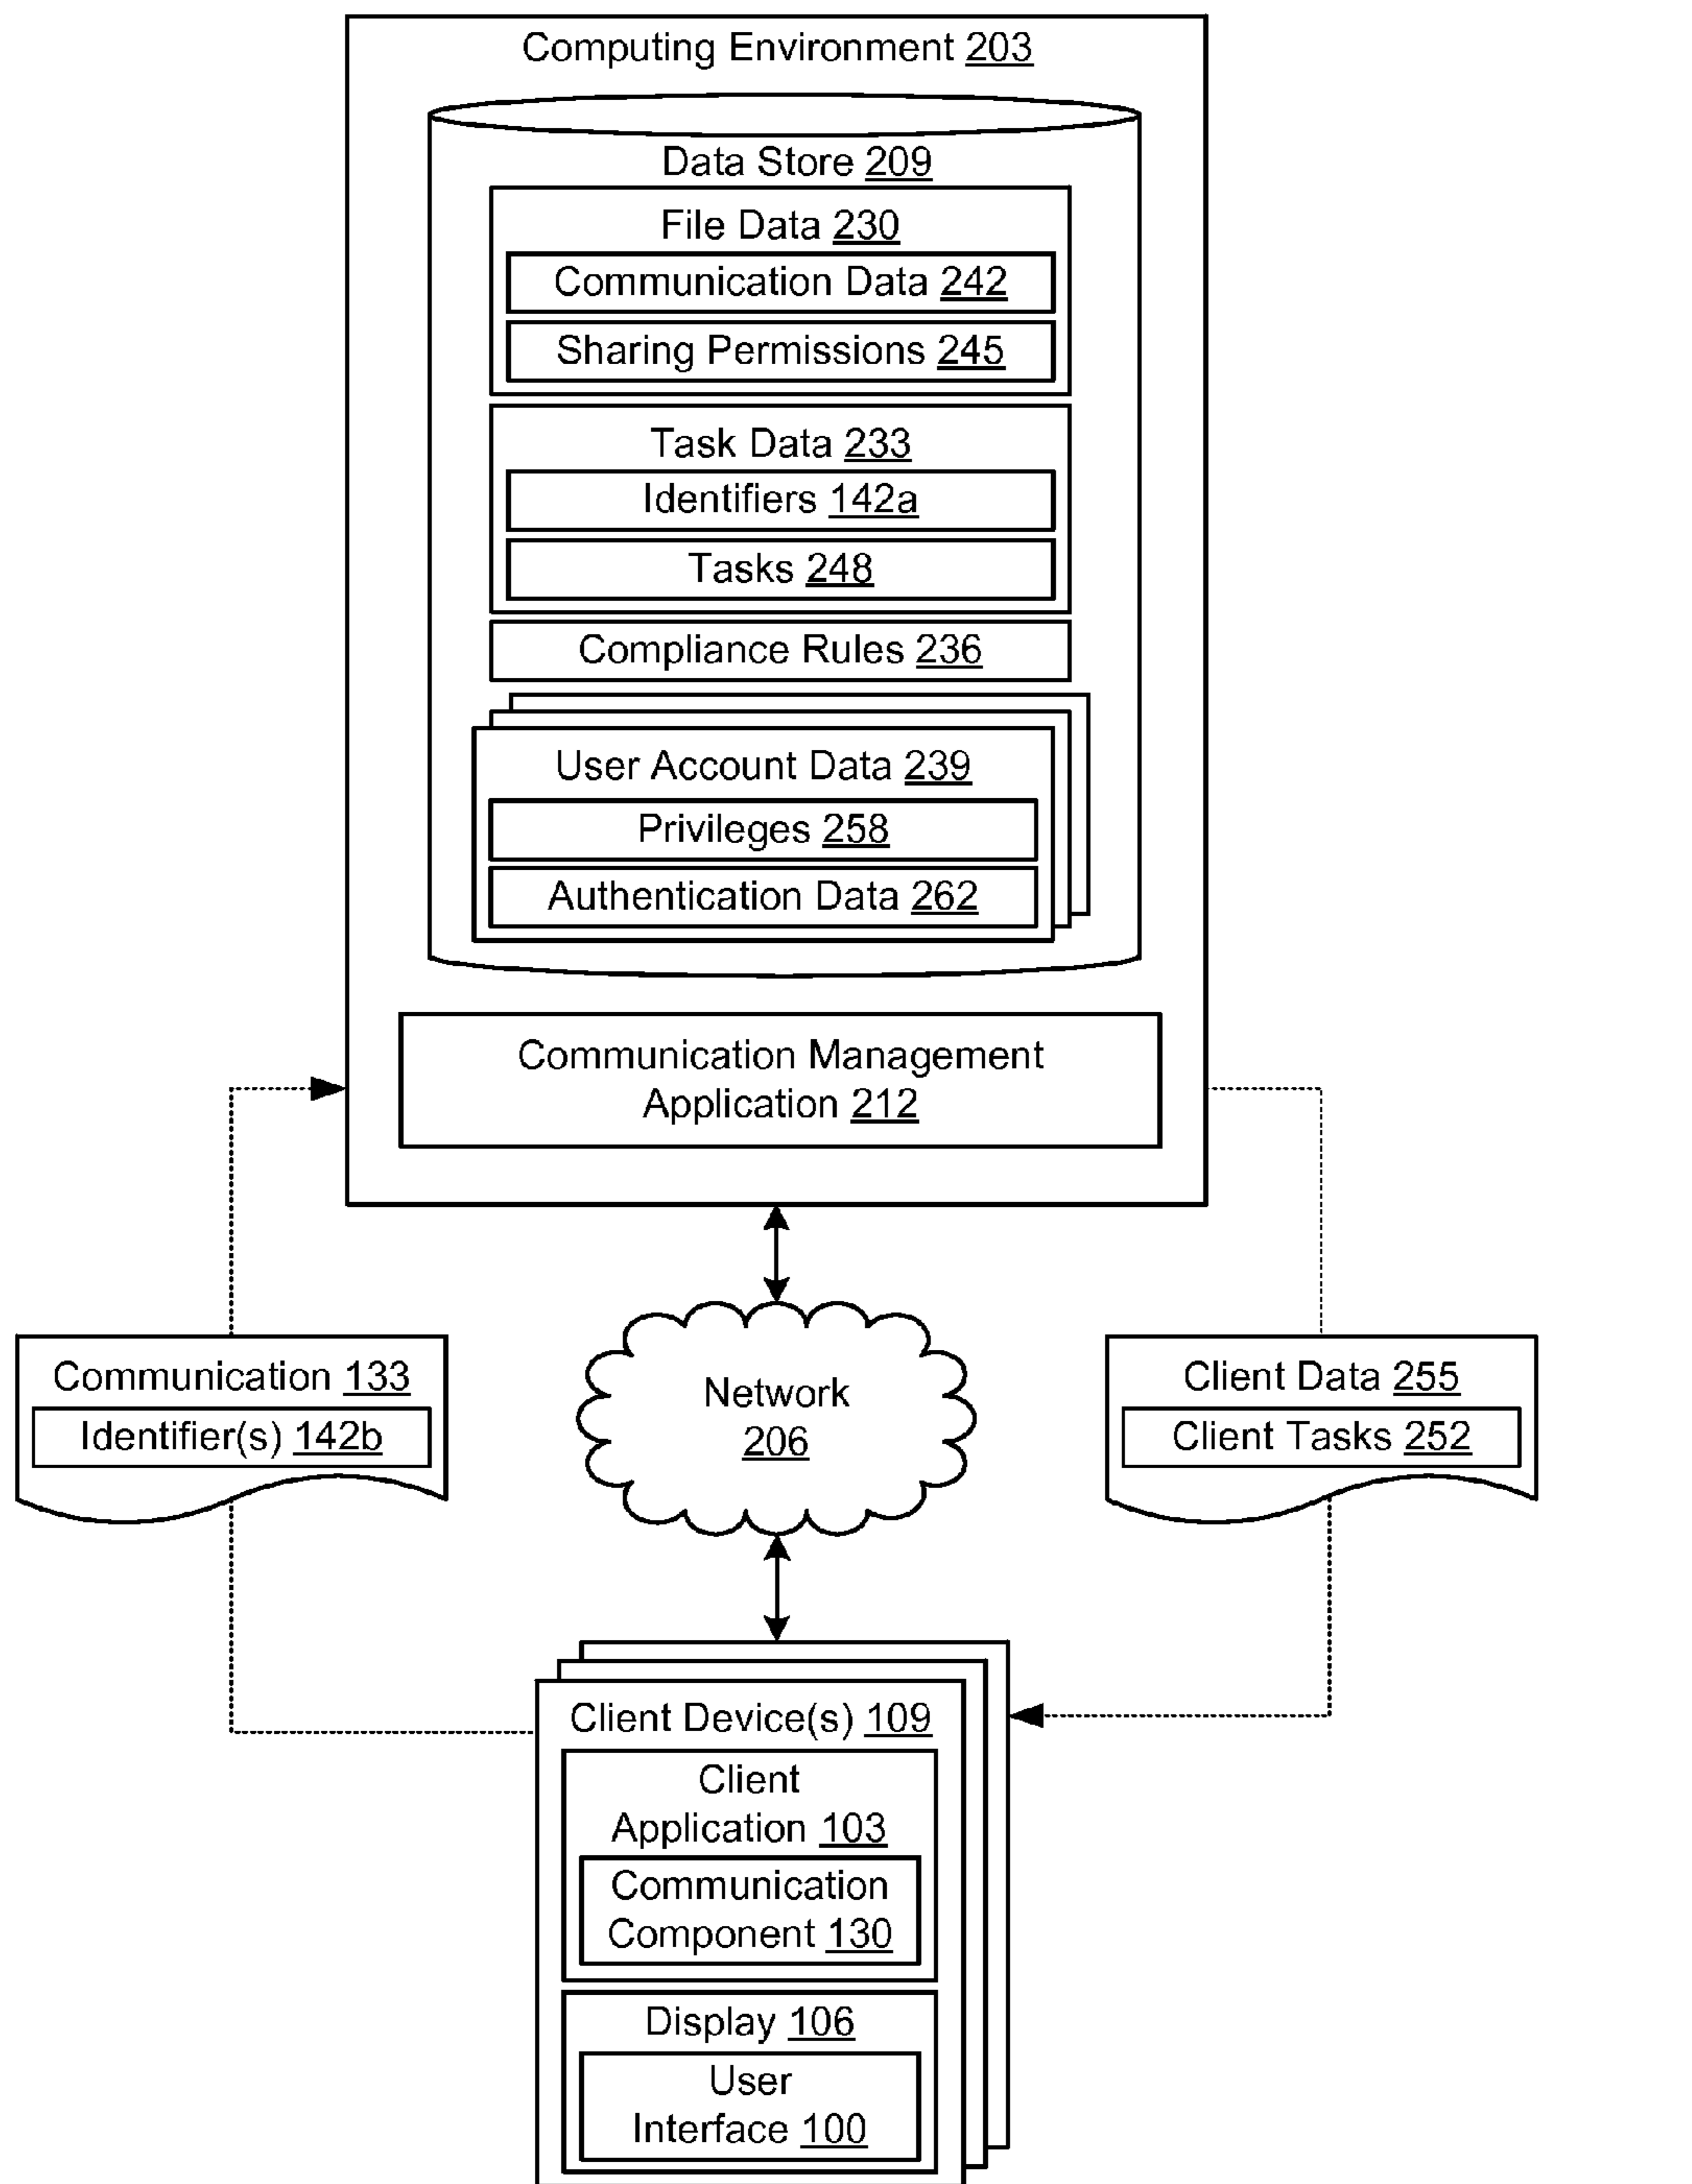 Computing Environment 203
Data Store 209
File Data 230
Communication Data 242
Sharing Permissions 245
Task Data 233
Identifiers 142a
Tasks 248
Compliance Rules 236
User Account Data 239
Privileges 258
Authentication Data 262
Communication Management
Application 212
Communication 133
Identifier(s) 142b
Network
206
Client Data 255
Client Tasks 252
Client Device(s) 109
Client
Application 103
Communication
Component 130
Display 106
User
Interface 100